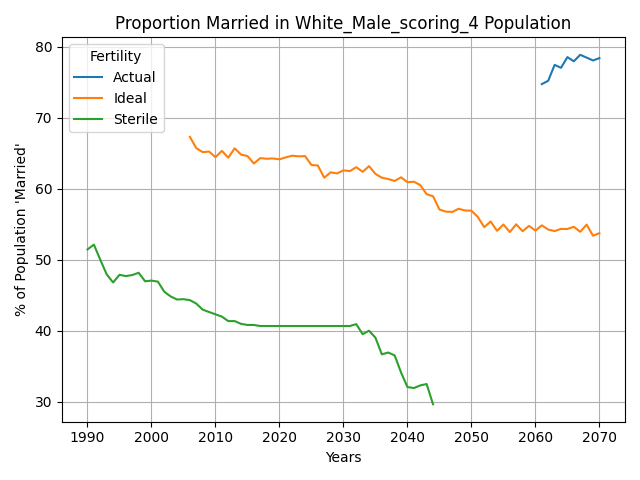 Proportion Married in White_Male_scoring_4 Population
Fertility
Actual
Ideal
Sterile
% of Population 'Married'
80
70
60
50
40
30
1990 2000 2010 2020 2030 2040 2050 2060 2070
Years